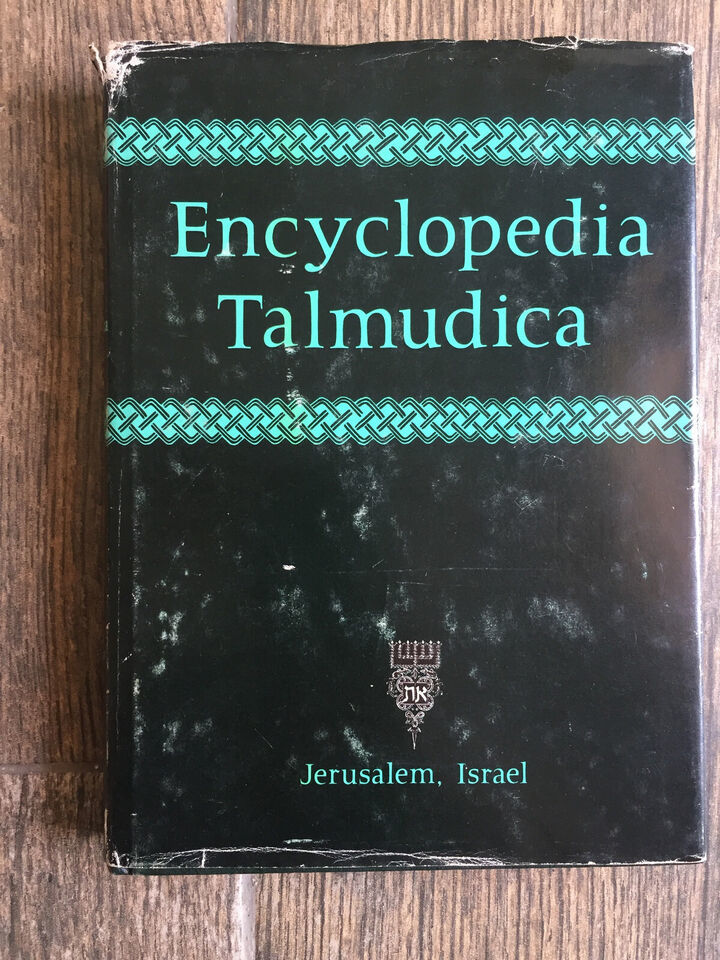 Encyclopedia
Talmudica
את
Jerusalem, Israel